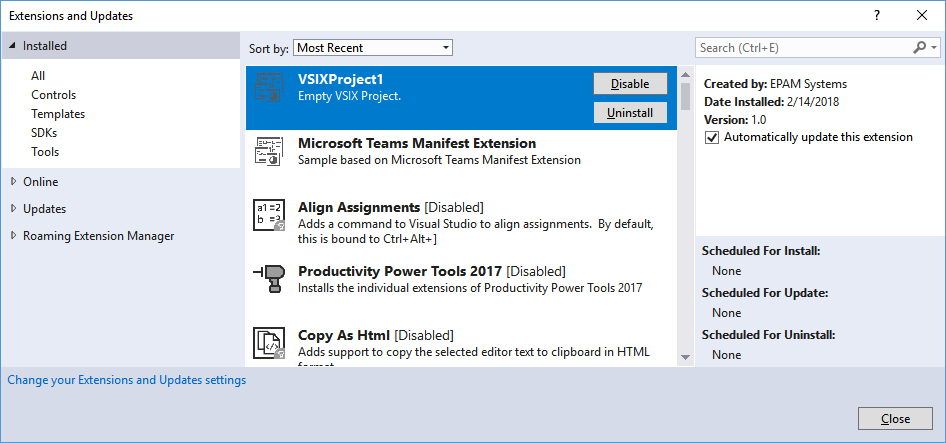 Extensions and Updates
?
Installed
All
Controls
Templates
SDKs
Tools
Online
Updates
Roaming Extension Manager
Sort by: Most Recent
VSIXProject1
Empty VSIX Project.
Disable
Uninstall
Microsoft Teams Manifest Extension
Sample based on Microsoft Teams Manifest Extension
a1 =2
b =3
Align Assignments [Disabled]
Adds a command to Visual Studio to align assignments. By default,
this is bound to Ctrl+Alt+]
Productivity Power Tools 2017 [Disabled]
Installs the individual extensions of Productivity Power Tools 2017
Copy As Html [Disabled]
Adds support to copy the selected editor text to clipboard in HTML
format
Search (Ctrl+E)
Created by: EPAM Systems
Date Installed: 2/14/2018
Version: 1.0
Automatically update this extension
Scheduled For Install:
None
Scheduled For Update:
None
Scheduled For Uninstall:
None
Change your Extensions and Updates settings
Close